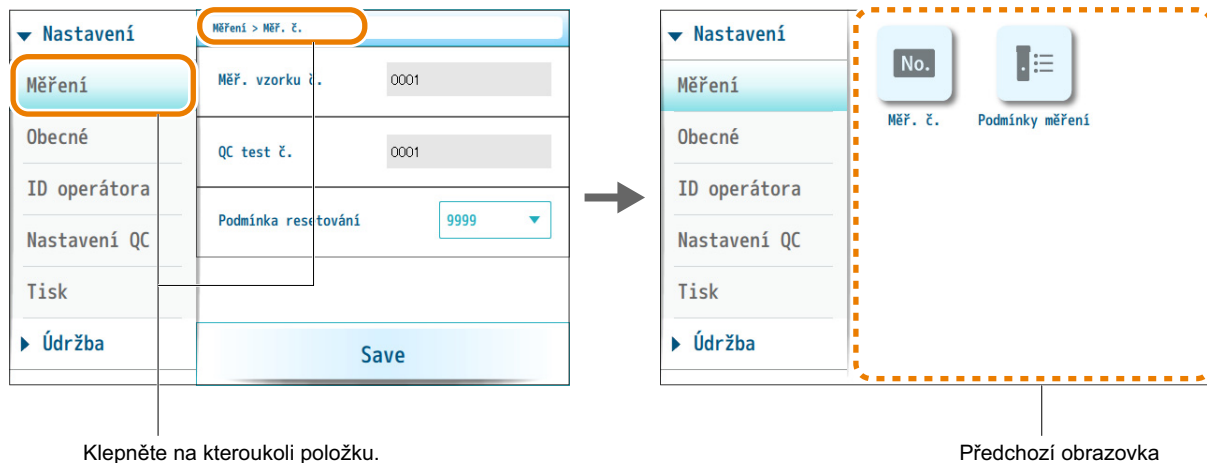 Nastavení
Měření
Obecné
ID operátora
Nastavení QC
Tisk
Údržba
Měření > Měř. č.
Měř. vzorku č.
0001
QC test č.
0001
Podmínka resetování
9999
Save
Klepněte na kteroukoli položku.
Nastavení
Měření
Obecné
ID operátora
Nastavení QC
Tisk
Údržba
No.
Měř. č.
Podmínky měření
Předchozí obrazovka